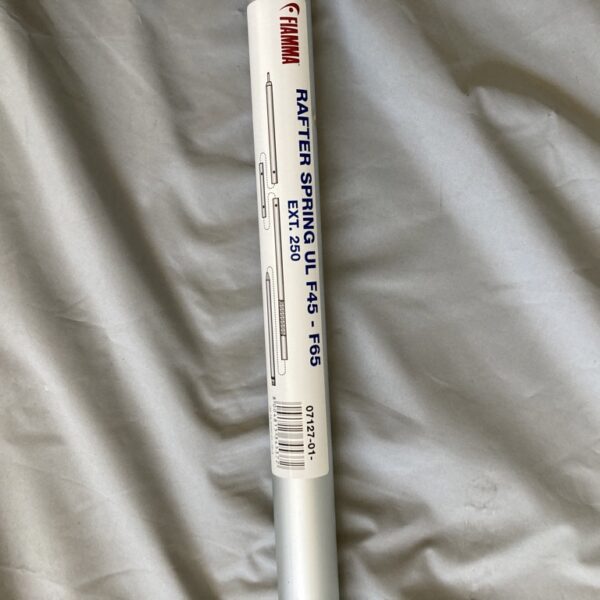 FIAMMA
RAFTER SPRING UL F45 - F65
EXT. 250
07127-01-